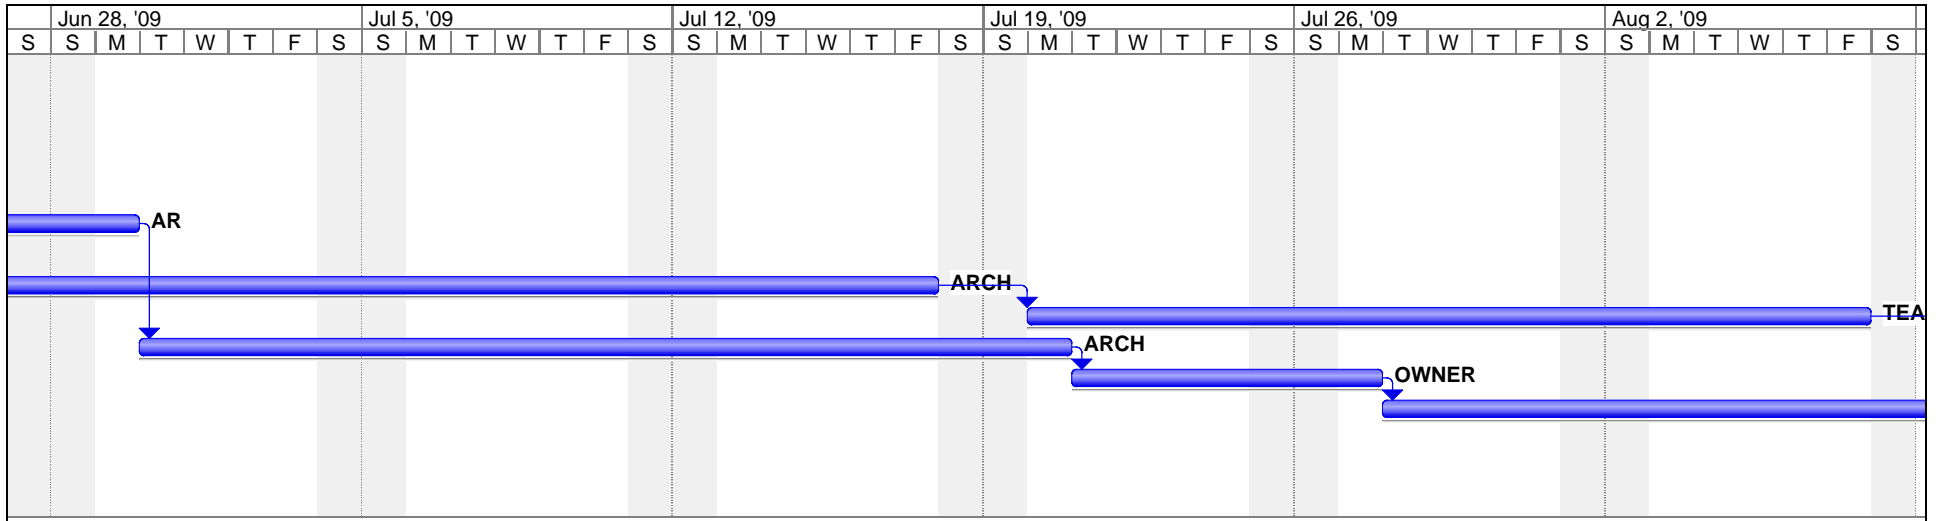 Jun 28, '09 Jul 5, '09 Jul 12, '09 Jul 19, '09 Jul 26, '09 Aug 2, '09
S S M T W T F S S M T W T F S S M T W T F S S M T W T F S S M T W T F S S M T W T F S
AR
ARCH
TEA
ARCH
OWNER